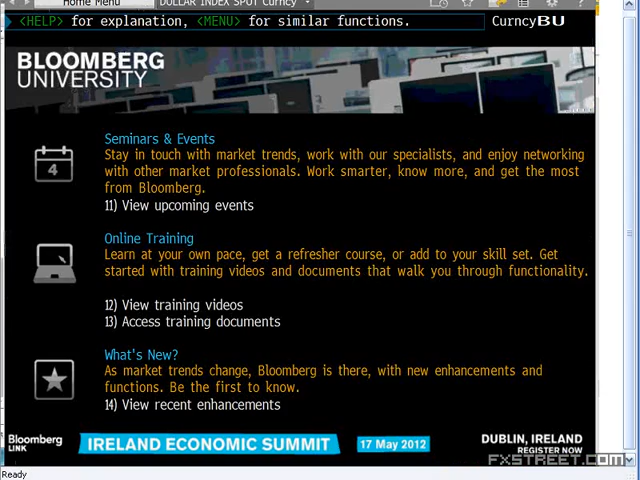 Home Menu
DOLLAR INDEX SPOT Curncy
<HELP> for explanation, <MENU> for similar functions.
Curncy BU
BLOOMBERG
UNIVERSITY
4
Seminars & Events
Stay in touch with market trends, work with our specialists, and enjoy networking
with other market professionals. Work smarter, know more, and get the most
from Bloomberg.
11) View upcoming events
Online Training
Learn at your own pace, get a refresher course, or add to your skill set. Get
started with training videos and documents that walk you through functionality.
12) View training videos
13) Access training documents
What's New?
As market trends change, Bloomberg is there, with new enhancements and
functions. Be the first to know.
14) View recent enhancements
Bloomberg
LINK
IRELAND ECONOMIC SUMMIT
17 May 2012
DUBLIN, IRELAND
REGISTER NOW
FXSTREET.COM
Ready